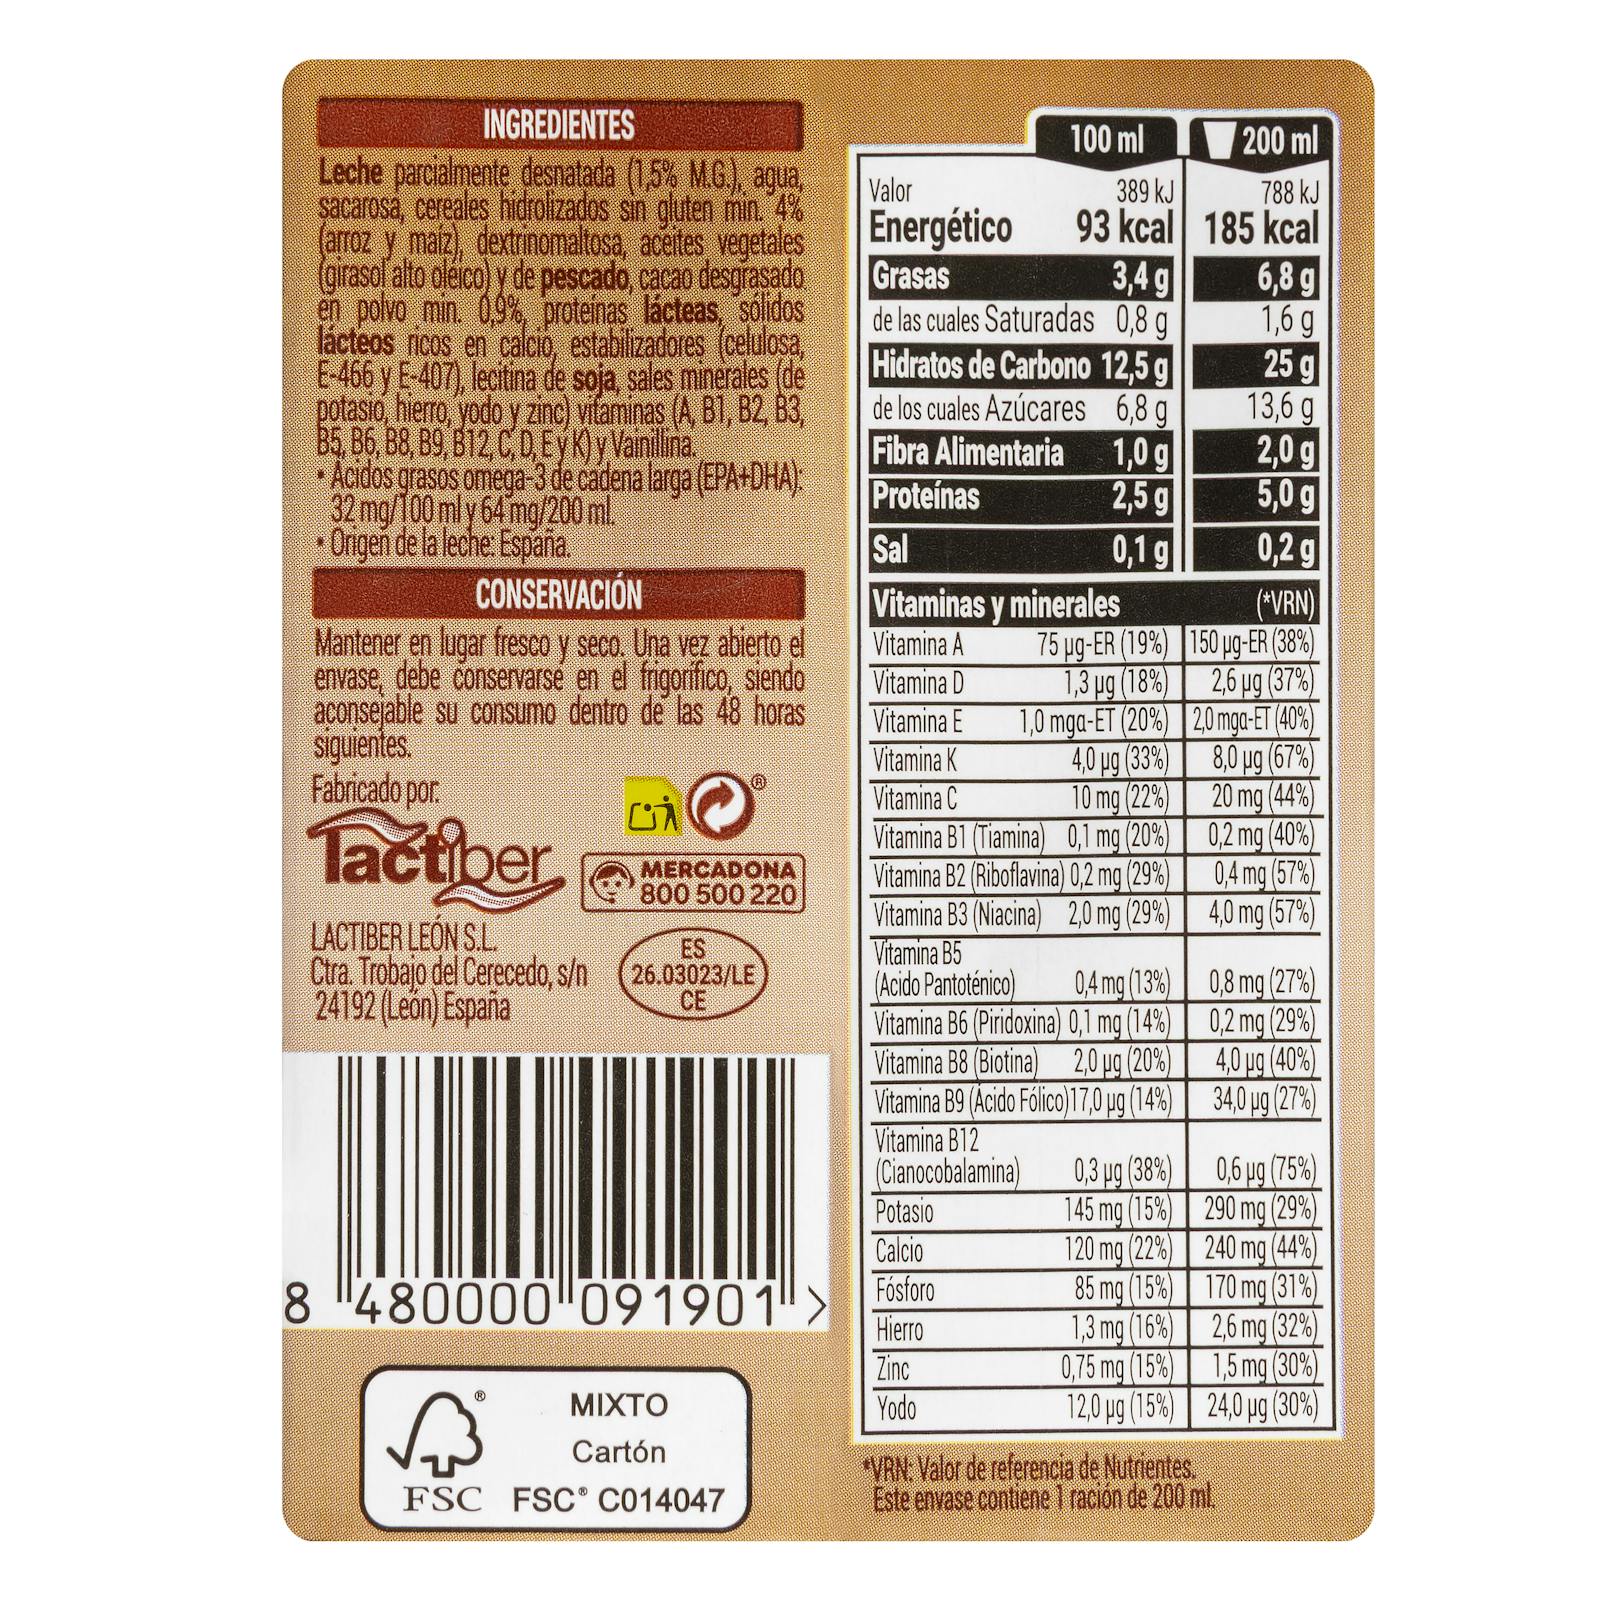 INGREDIENTES
Leche parcialmente desnatada (1,5% M.G.), agua,
sacarosa, cereales hidrolizados sin gluten min. 4%
(arroz y maíz), dextrinomaltosa, aceites vegetales
(girasol alto oleico) y de pescado, cacao desgrasado
en polvo min. 0,9%, proteínas lácteas, sólidos
lácteos ricos en calcio, estabilizadores (celulosa,
E-466 y E-407), lecitina de soja, sales minerales (de
potasio, hierro, yodo y zinc) vitaminas (A, B1, B2, B3,
B5, B6, B8, B9, B12, C, D, E y K) y Vainillina.
• Ácidos grasos omega-3 de cadena larga (EPA+DHA):
32 mg/100 ml y 64 mg/200 ml.
• Origen de la leche: España.
CONSERVACIÓN
Mantener en lugar fresco y seco. Una vez abierto el
envase, debe conservarse en el frigorífico, siendo
aconsejable su consumo dentro de las 48 horas
siguientes.
Fabricado por:
lactiber
®
MERCADONA
800 500 220
LACTIBER LEÓN S.L.
Ctra. Trobajo del Cerecedo, s/n
24192 (León) España
ES
26.03023/LE
CE
8 480000 091901 >
® MIXTO
Cartón
FSC FSC® C014047
100 ml 200 ml
Valor 389 kJ 788 kJ
Energético 93 kcal 185 kcal
Grasas 3,4 g 6,8 g
de las cuales Saturadas 0,8 g 1,6 g
Hidratos de Carbono 12,5 g 25 g
de los cuales Azúcares 6,8 g 13,6 g
Fibra Alimentaria 1,0 g 2,0 g
Proteínas 2,5 g 5,0 g
Sal 0,1 g 0,2 g
Vitaminas y minerales (*VRN)
Vitamina A 75 µg-ER (19%) 150 µg-ER (38%)
Vitamina D 1,3 µg (18%) 2,6 µg (37%)
Vitamina E 1,0 mgα-ET (20%) 2,0 mgα-ET (40%)
Vitamina K 4,0 µg (33%) 8,0 µg (67%)
Vitamina C 10 mg (22%) 20 mg (44%)
Vitamina B1 (Tiamina) 0,1 mg (20%) 0,2 mg (40%)
Vitamina B2 (Riboflavina) 0,2 mg (29%) 0,4 mg (57%)
Vitamina B3 (Niacina) 2,0 mg (29%) 4,0 mg (57%)
Vitamina B5
(Acido Pantoténico) 0,4 mg (13%) 0,8 mg (27%)
Vitamina B6 (Piridoxina) 0,1 mg (14%) 0,2 mg (29%)
Vitamina B8 (Biotina) 2,0 µg (20%) 4,0 µg (40%)
Vitamina B9 (Ácido Fólico) 17,0 µg (14%) 34,0 µg (27%)
Vitamina B12
(Cianocobalamina) 0,3 µg (38%) 0,6 µg (75%)
Potasio 145 mg (15%) 290 mg (29%)
Calcio 120 mg (22%) 240 mg (44%)
Fósforo 85 mg (15%) 170 mg (31%)
Hierro 1,3 mg (16%) 2,6 mg (32%)
Zinc 0,75 mg (15%) 1,5 mg (30%)
Yodo 12,0 µg (15%) 24,0 µg (30%)
*VRN: Valor de referencia de Nutrientes.
Este envase contiene 1 ración de 200 ml.